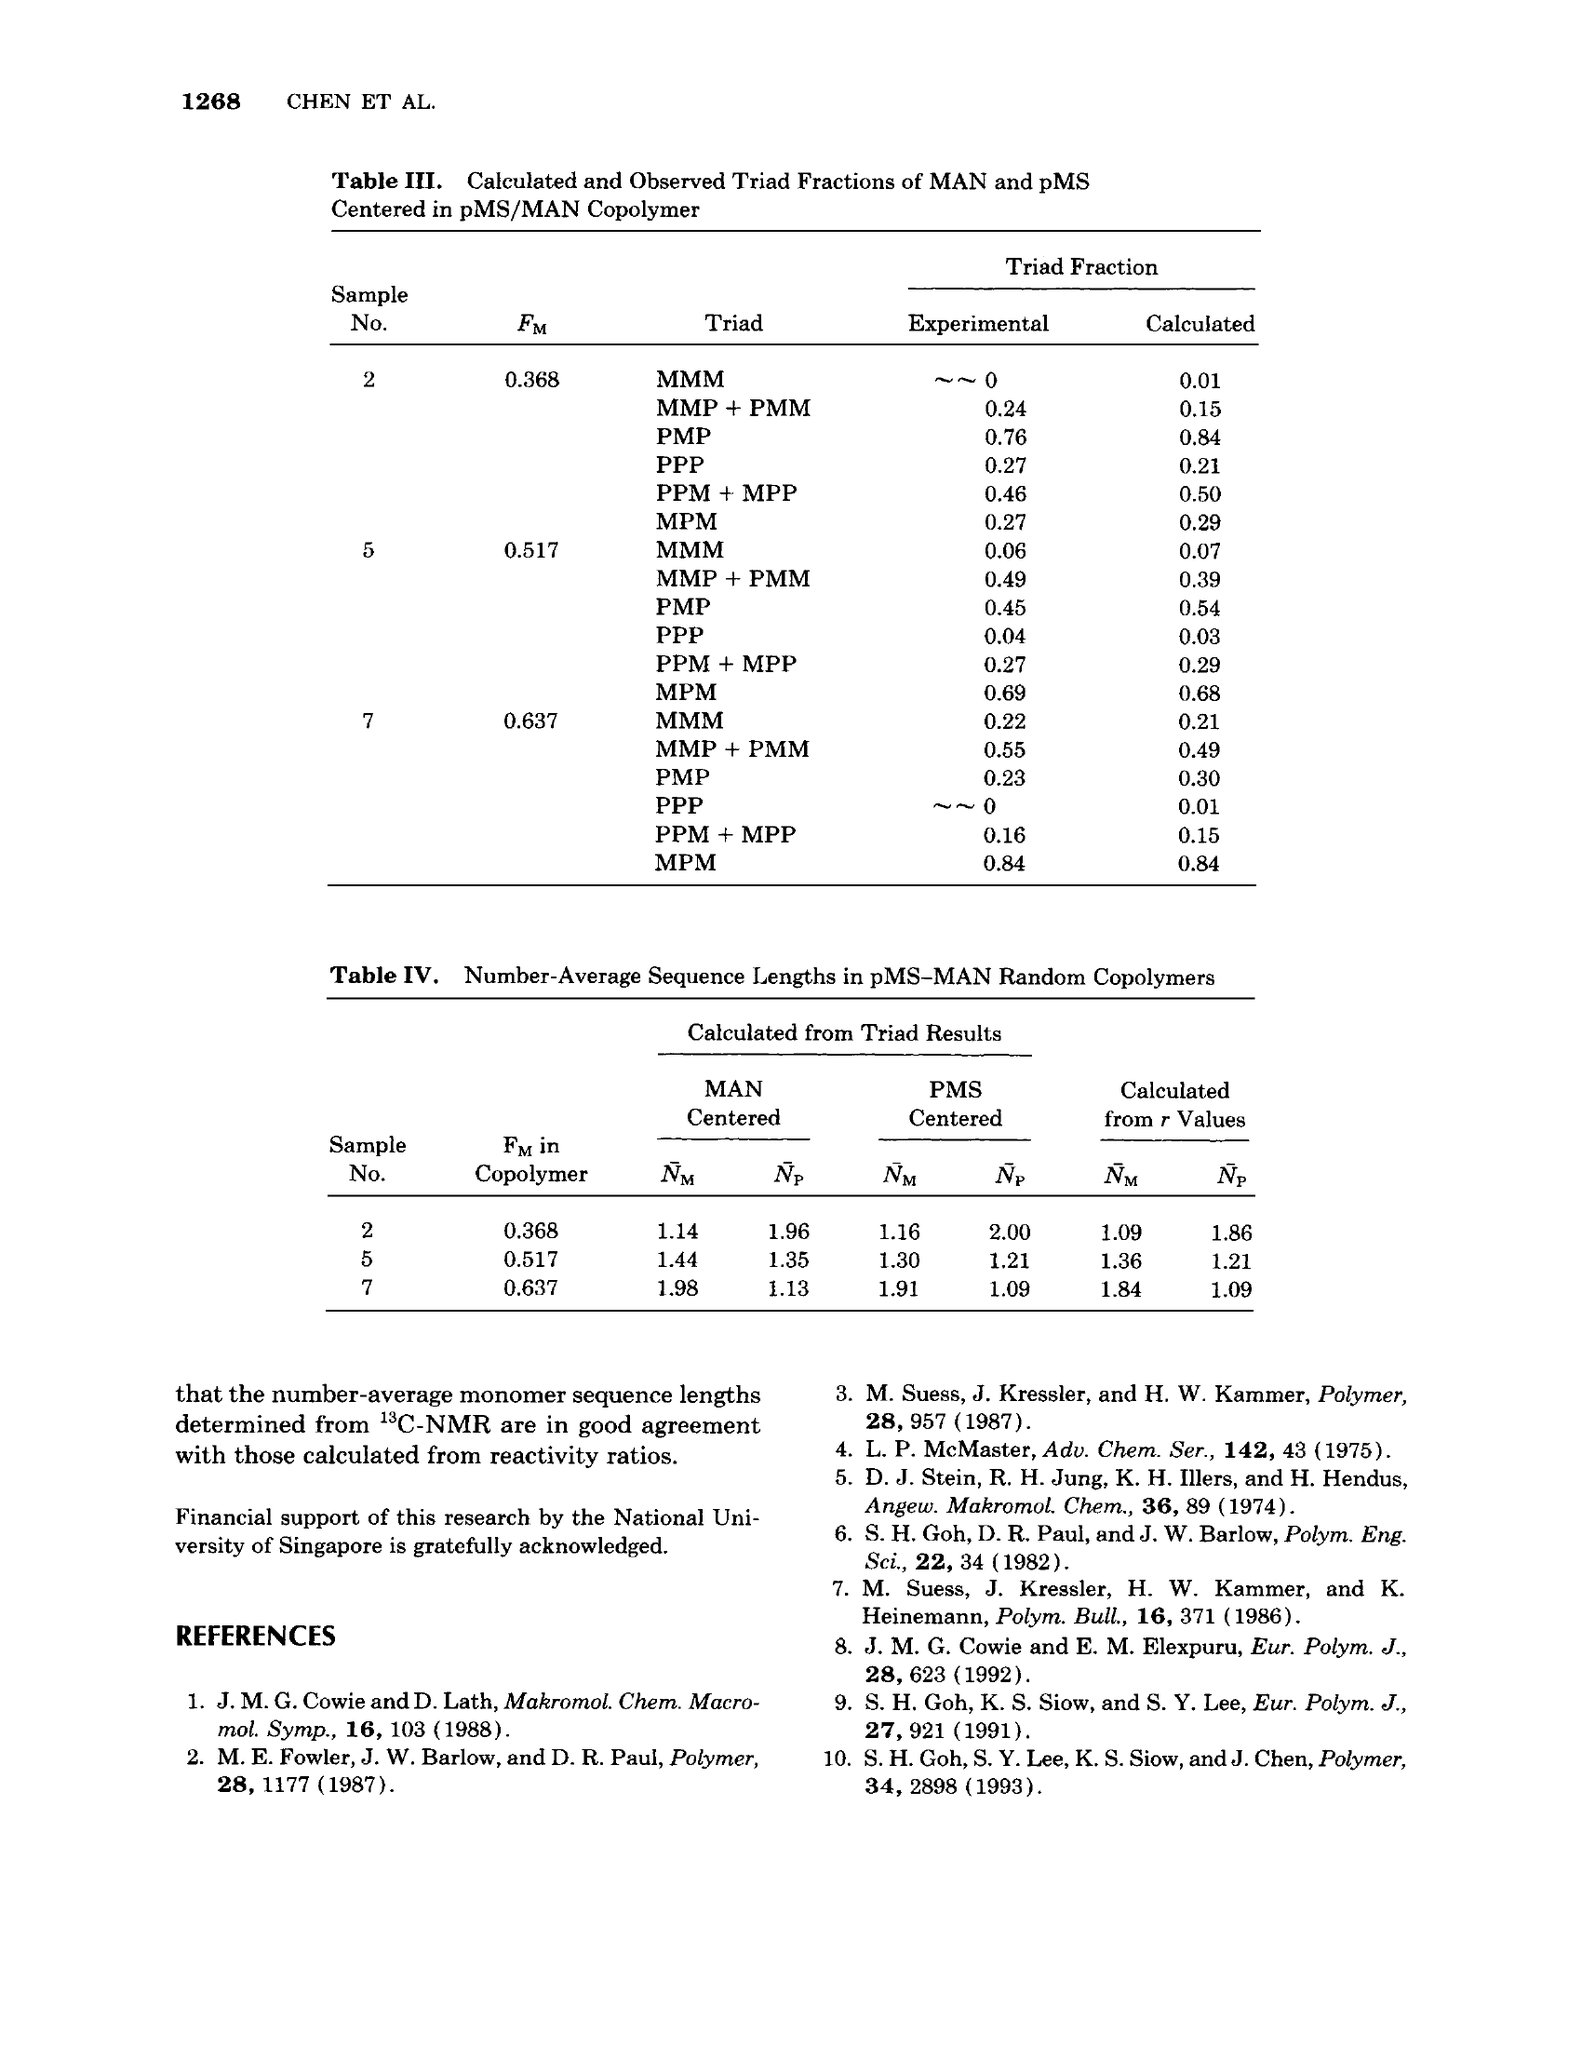 1268 CHEN ET AL.
Table III. Calculated and Observed Triad Fractions of MAN and pMS
Centered in pMS/MAN Copolymer
Triad Fraction
Sample
No. F_M Triad Experimental Calculated
2 0.368 MMM ~~0 0.01
MMP + PMM 0.24 0.15
PMP 0.76 0.84
PPP 0.27 0.21
PPM + MPP 0.46 0.50
MPM 0.27 0.29
5 0.517 MMM 0.06 0.07
MMP + PMM 0.49 0.39
PMP 0.45 0.54
PPP 0.04 0.03
PPM + MPP 0.27 0.29
MPM 0.69 0.68
7 0.637 MMM 0.22 0.21
MMP + PMM 0.55 0.49
PMP 0.23 0.30
PPP ~~0 0.01
PPM + MPP 0.16 0.15
MPM 0.84 0.84
Table IV. Number-Average Sequence Lengths in pMS–MAN Random Copolymers
Calculated from Triad Results
MAN PMS Calculated
Centered Centered from r Values
Sample F_M in
No. Copolymer N̄_M N̄_P N̄_M N̄_P N̄_M N̄_P
2 0.368 1.14 1.96 1.16 2.00 1.09 1.86
5 0.517 1.44 1.35 1.30 1.21 1.36 1.21
7 0.637 1.98 1.13 1.91 1.09 1.84 1.09
that the number-average monomer sequence lengths
determined from ¹³C-NMR are in good agreement
with those calculated from reactivity ratios.
Financial support of this research by the National Uni-
versity of Singapore is gratefully acknowledged.
REFERENCES
1. J. M. G. Cowie and D. Lath, Makromol. Chem. Macro-
mol. Symp., 16, 103 (1988).
2. M. E. Fowler, J. W. Barlow, and D. R. Paul, Polymer,
28, 1177 (1987).
3. M. Suess, J. Kressler, and H. W. Kammer, Polymer,
28, 957 (1987).
4. L. P. McMaster, Adv. Chem. Ser., 142, 43 (1975).
5. D. J. Stein, R. H. Jung, K. H. Illers, and H. Hendus,
Angew. Makromol. Chem., 36, 89 (1974).
6. S. H. Goh, D. R. Paul, and J. W. Barlow, Polym. Eng.
Sci., 22, 34 (1982).
7. M. Suess, J. Kressler, H. W. Kammer, and K.
Heinemann, Polym. Bull., 16, 371 (1986).
8. J. M. G. Cowie and E. M. Elexpuru, Eur. Polym. J.,
28, 623 (1992).
9. S. H. Goh, K. S. Siow, and S. Y. Lee, Eur. Polym. J.,
27, 921 (1991).
10. S. H. Goh, S. Y. Lee, K. S. Siow, and J. Chen, Polymer,
34, 2898 (1993).